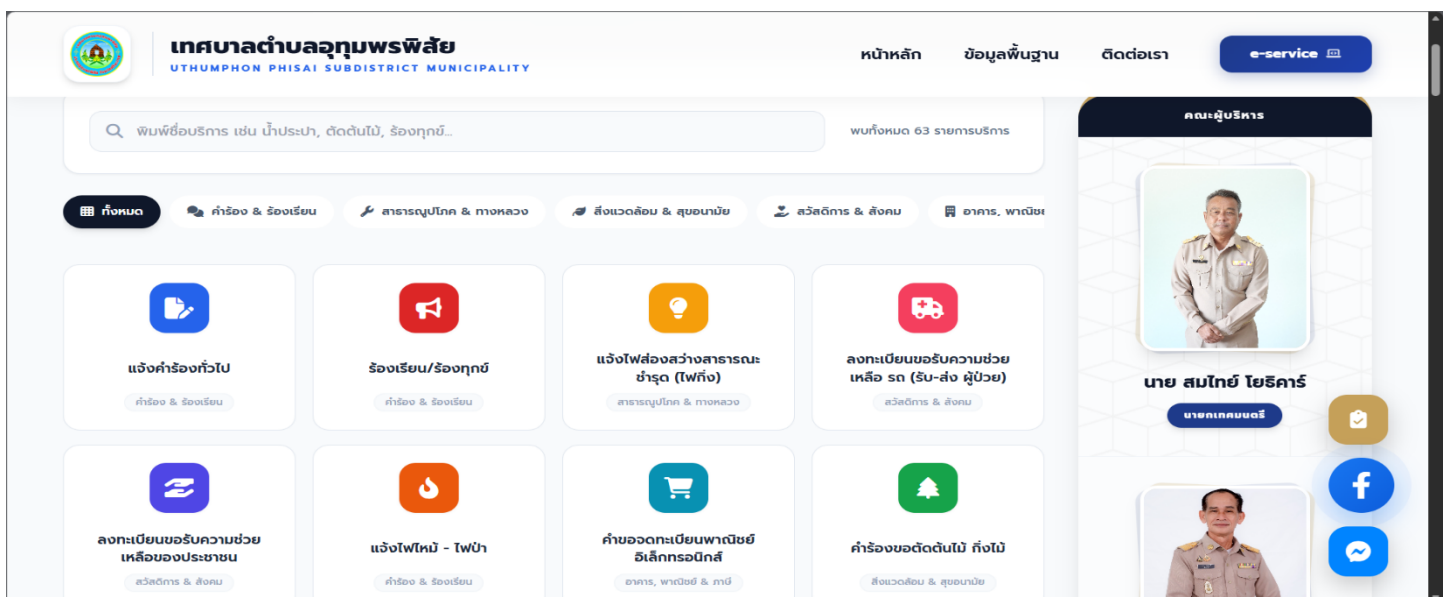 เทศบาลตำบลอุทุมพรพิสัย
UTHUMPHON PHISAI SUBDISTRICT MUNICIPALITY
หน้าหลัก
ข้อมูลพื้นฐาน
ติดต่อเรา
e-service
พิมพ์ชื่อบริการ เช่น น้ำประปา, ตัดต้นไม้, ร้องทุกข์...
พบทั้งหมด 63 รายการบริการ
ทั้งหมด
คำร้อง & ร้องเรียน
สาธารณูปโภค & ทางหลวง
สิ่งแวดล้อม & สุขอนามัย
สวัสดิการ & สังคม
อาคาร, พาณิชย
แจ้งคำร้องทั่วไป
คำร้อง & ร้องเรียน
ร้องเรียน/ร้องทุกข์
คำร้อง & ร้องเรียน
แจ้งไฟส่องสว่างสาธารณะ
ชำรุด (ไฟกิ่ง)
สาธารณูปโภค & ทางหลวง
ลงทะเบียนขอรับความช่วย
เหลือ รถ (รับ-ส่ง ผู้ป่วย)
สวัสดิการ & สังคม
ลงทะเบียนขอรับความช่วย
เหลือของประชาชน
สวัสดิการ & สังคม
แจ้งไฟไหม้ - ไฟป่า
คำร้อง & ร้องเรียน
คำขอจดทะเบียนพาณิชย์
อิเล็กทรอนิกส์
อาคาร, พาณิชย์ & ภาษี
คำร้องขอตัดต้นไม้ กิ่งไม้
สิ่งแวดล้อม & สุขอนามัย
คณะผู้บริหาร
นาย สมไทย์ โยธิคาร์
นายกเทศมนตรี